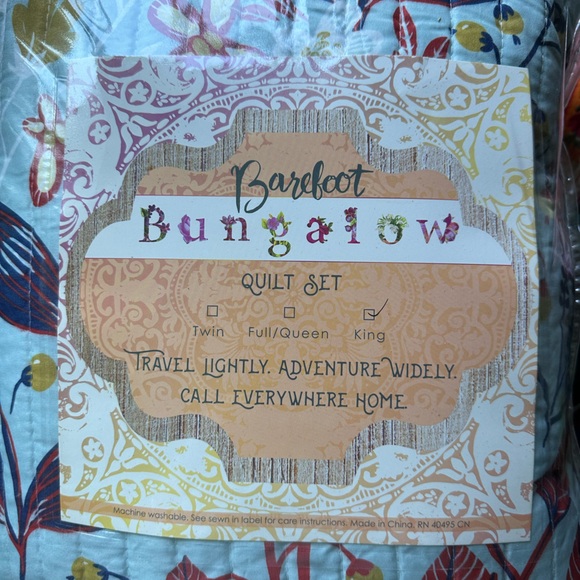 Barefoot
Bungalow
QUILT SET
Twin Full/Queen King
TRAVEL LIGHTLY. ADVENTURE WIDELY.
CALL EVERYWHERE HOME
Machine washable. See sewn in label for care instructions. Made in China, RN 40495 CN